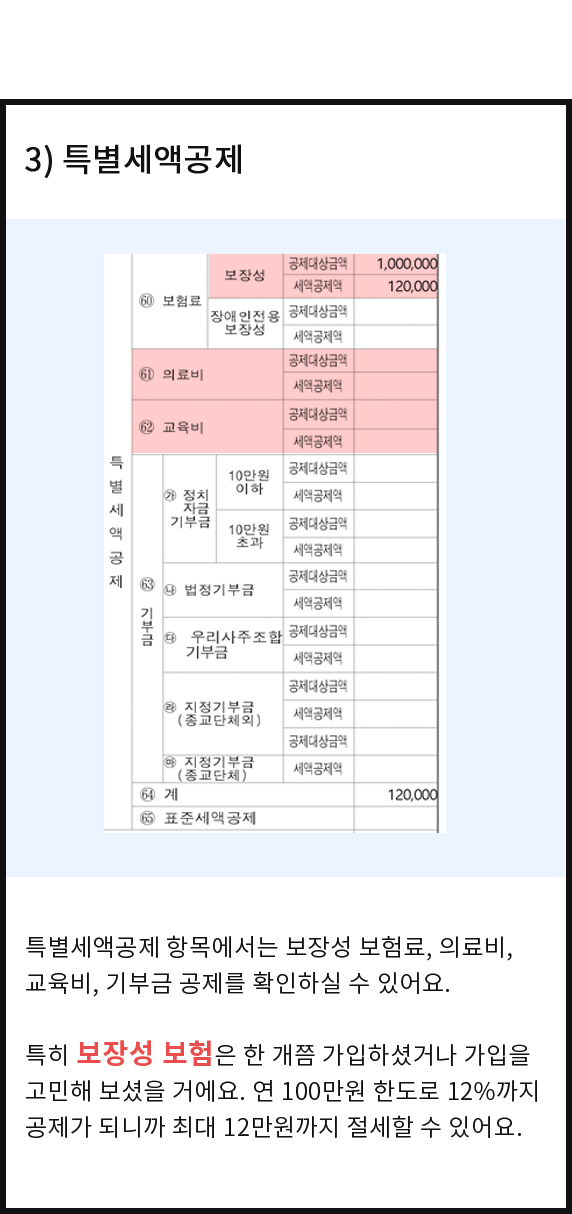 3) 특별세액공제
특별세액공제
⑥⓪ 보험료
보장성
공제대상금액 1,000,000
세액공제액 120,000
장애인전용
보장성
공제대상금액
세액공제액
㉑ 의료비
공제대상금액
세액공제액
㉒ 교육비
공제대상금액
세액공제액
기부금
㉮ 정치
자금
기부금
10만원
이하
공제대상금액
세액공제액
10만원
초과
공제대상금액
세액공제액
㉯ 법정기부금
공제대상금액
세액공제액
㉰ 우리사주조합
기부금
공제대상금액
세액공제액
㉱ 지정기부금
(종교단체외)
공제대상금액
세액공제액
공제대상금액
㉲ 지정기부금
(종교단체)
세액공제액
계 120,000
표준세액공제
특별세액공제 항목에서는 보장성 보험료, 의료비,
교육비, 기부금 공제를 확인하실 수 있어요.
특히 보장성 보험은 한 개쯤 가입하셨거나 가입을
고민해 보셨을 거에요. 연 100만원 한도로 12%까지
공제가 되니까 최대 12만원까지 절세할 수 있어요.